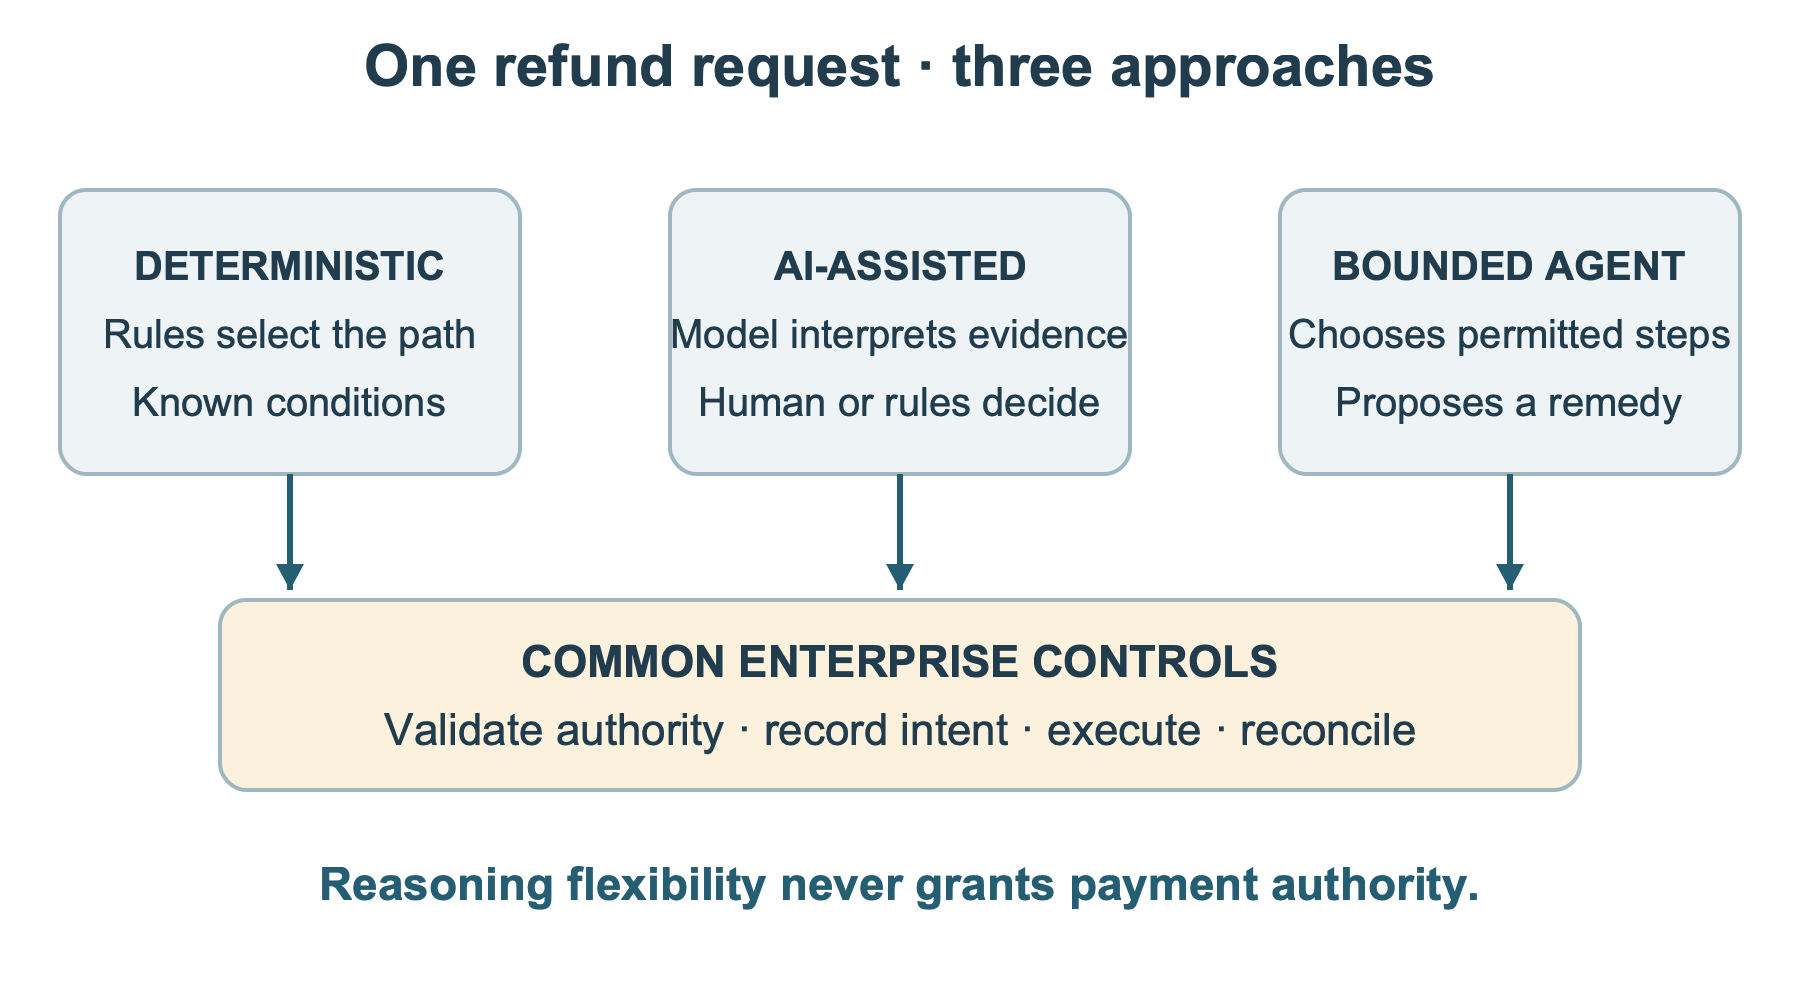 One refund request · three approaches
DETERMINISTIC
Rules select the path
Known conditions
AI-ASSISTED
Model interprets evidence
Human or rules decide
BOUNDED AGENT
Chooses permitted steps
Proposes a remedy
COMMON ENTERPRISE CONTROLS
Validate authority · record intent · execute · reconcile
Reasoning flexibility never grants payment authority.